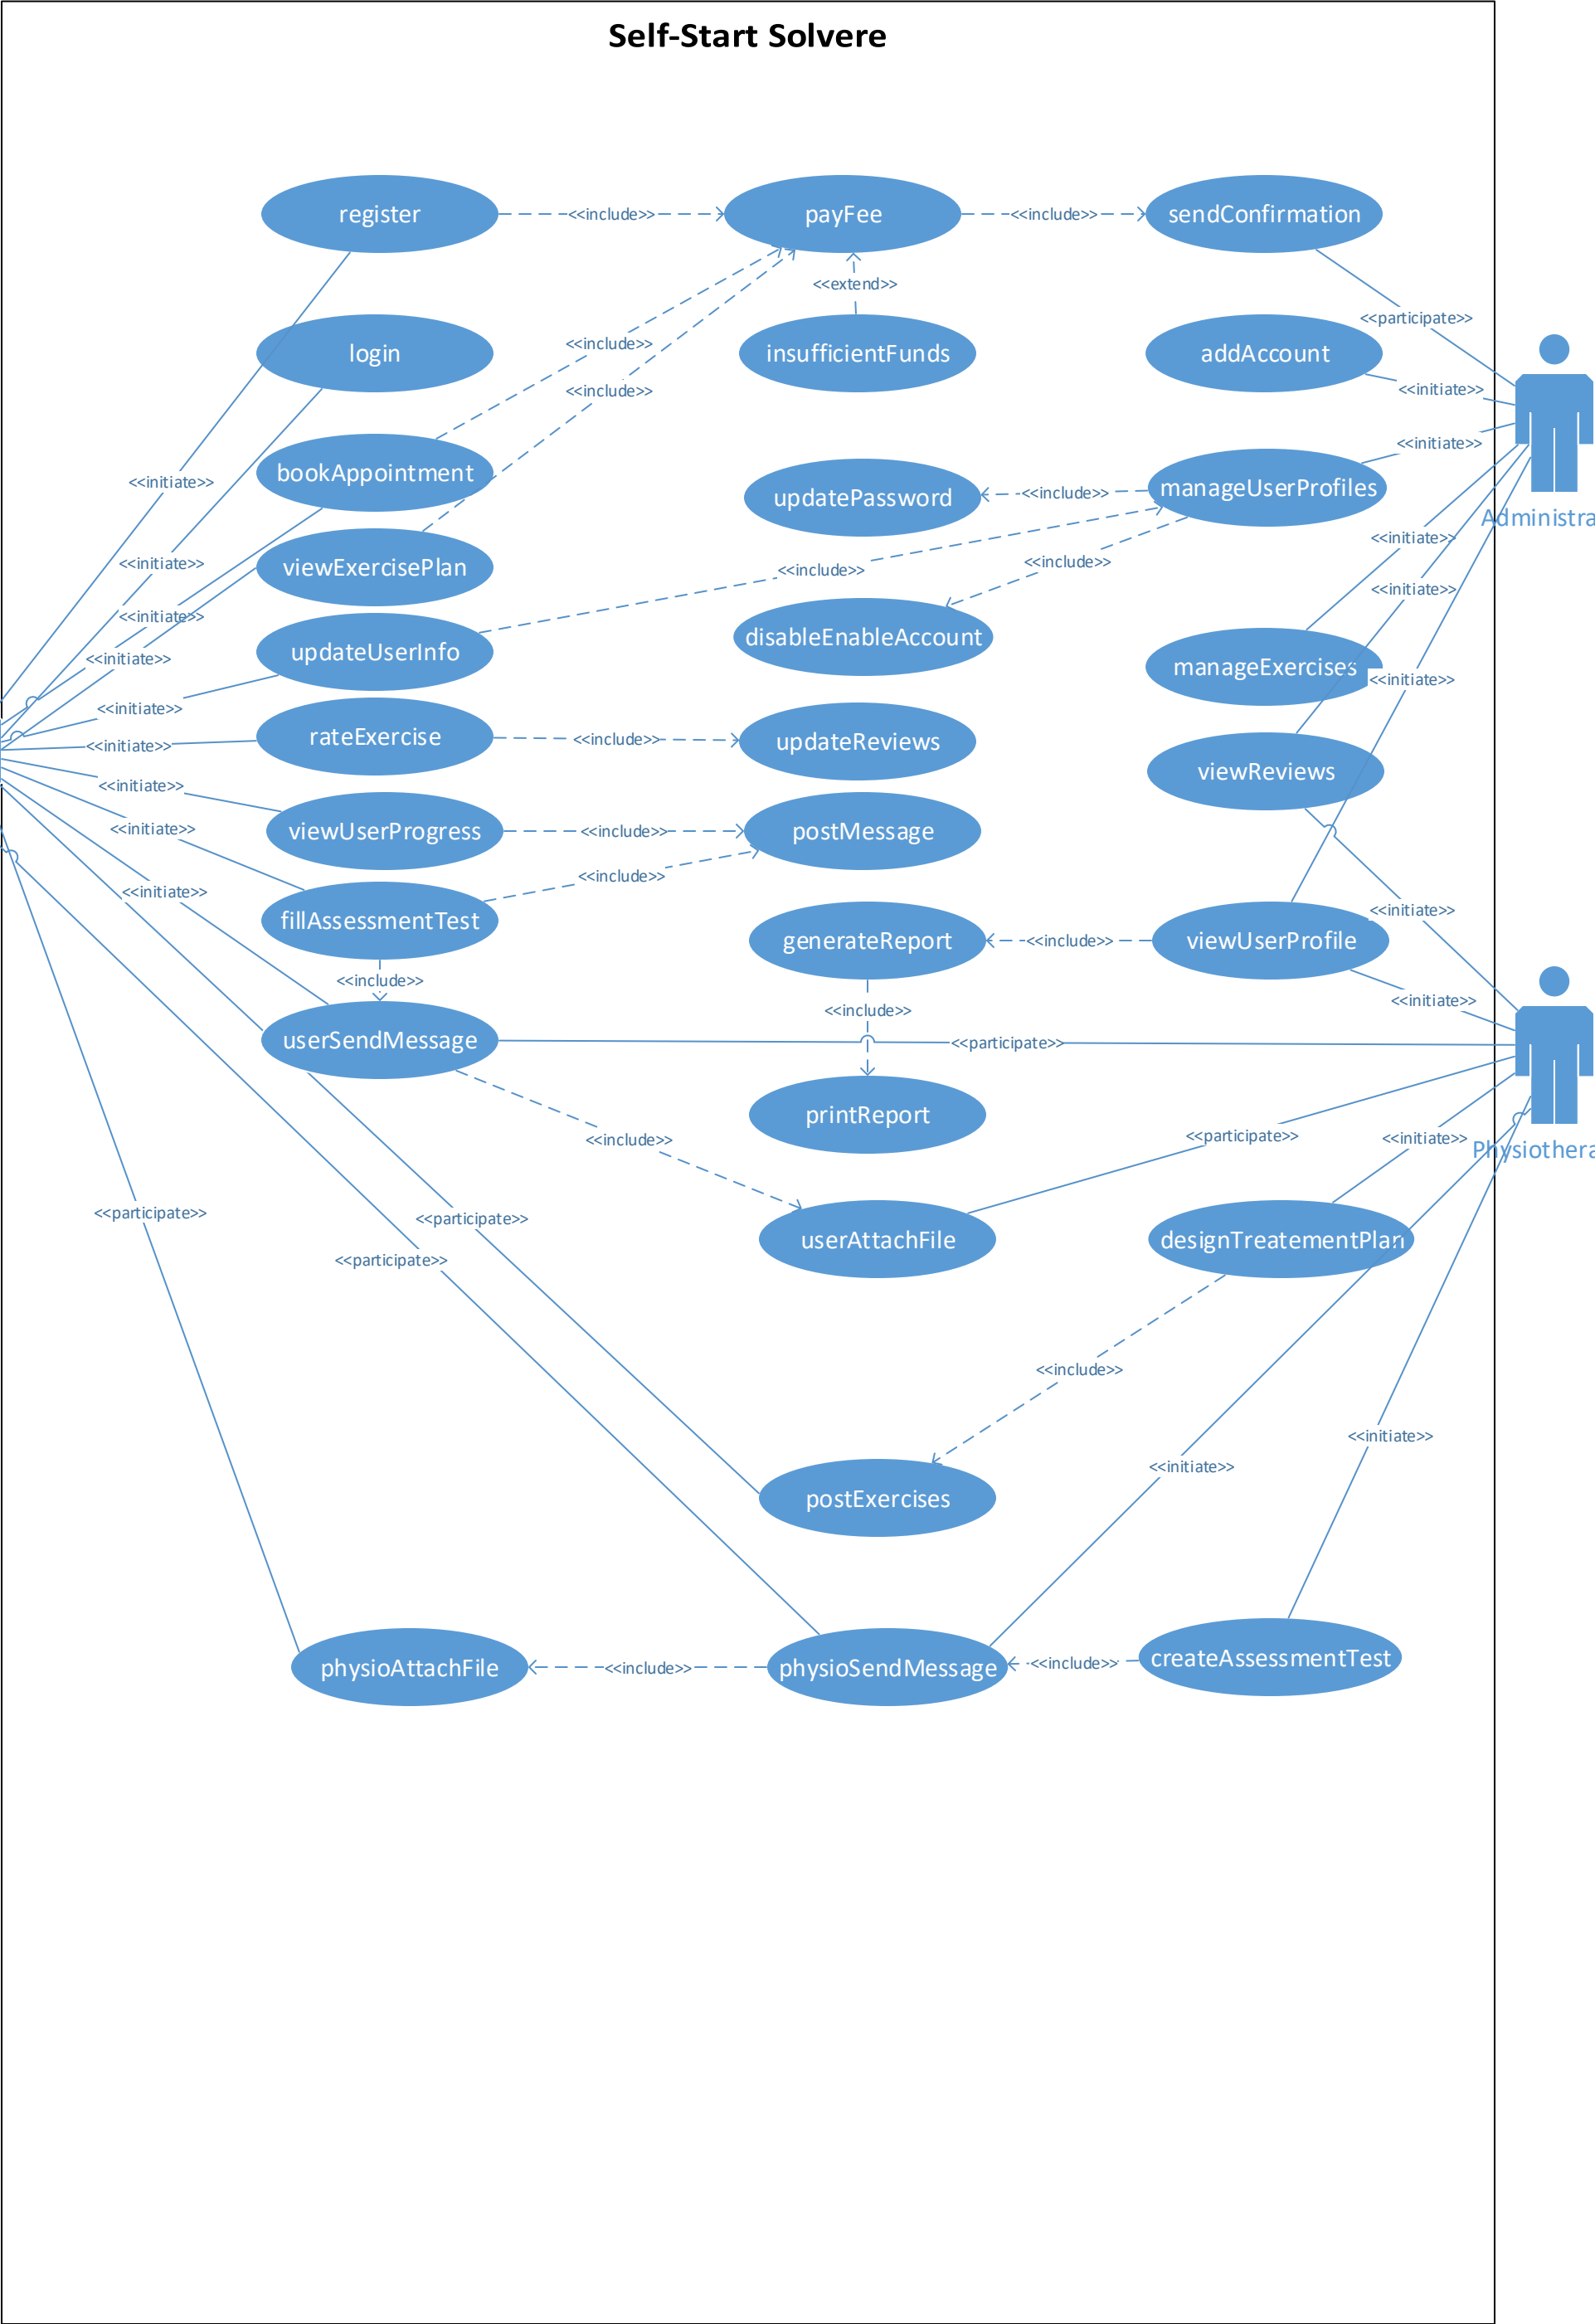 Self-Start Solvere
register
<<include>>
payFee
<<include>>
sendConfirmation
<<extend>>
<<participate>>
login
<<include>>
insufficientFunds
addAccount
<<include>>
<<initiate>>
<<initiate>>
bookAppointment
<<initiate>>
updatePassword
<<include>>
manageUserProfiles
Administra
<<initiate>>
<<initiate>>
viewExercisePlan
<<include>>
<<include>>
<<initiate>>
<<initiate>>
disableEnableAccount
<<initiate>>
updateUserInfo
manageExercises
<<initiate>>
<<initiate>>
rateExercise
<<include>>
updateReviews
<<initiate>>
viewReviews
<<initiate>>
viewUserProgress
<<include>>
postMessage
<<initiate>>
<<include>>
<<initiate>>
fillAssessmentTest
<<initiate>>
generateReport
<<include>>
viewUserProfile
<<include>>
<<initiate>>
<<include>>
userSendMessage
<<participate>>
printReport
<<include>>
<<participate>>
<<initiate>>
Physiothera
<<participate>>
<<participate>>
userAttachFile
designTreatementPlan
<<participate>>
<<include>>
<<initiate>>
<<initiate>>
postExercises
physioAttachFile
<<include>>
physioSendMessage
<<include>>
createAssessmentTest